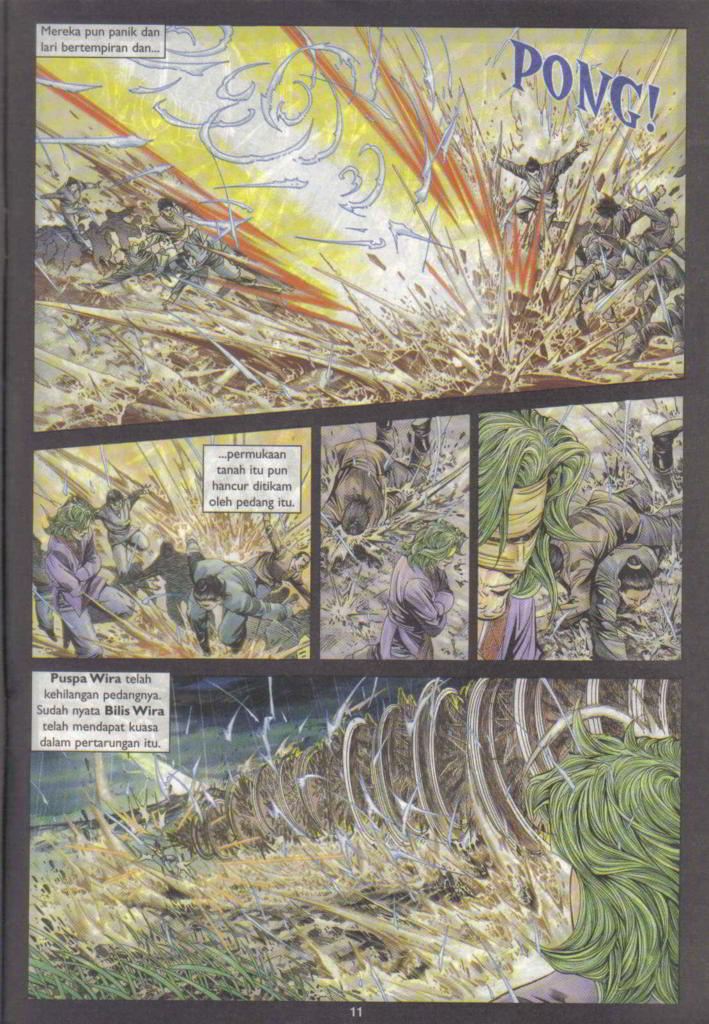 Mereka pun panik dan
lari bertempiran dan...
PONG!
...permukaan
tanah itu pun
hancur ditikam
oleh pedang itu.
Puspa Wira telah
kehilangan pedangnya.
Sudah nyata Bilis Wira
telah mendapat kuasa
dalam pertarungan itu.
11